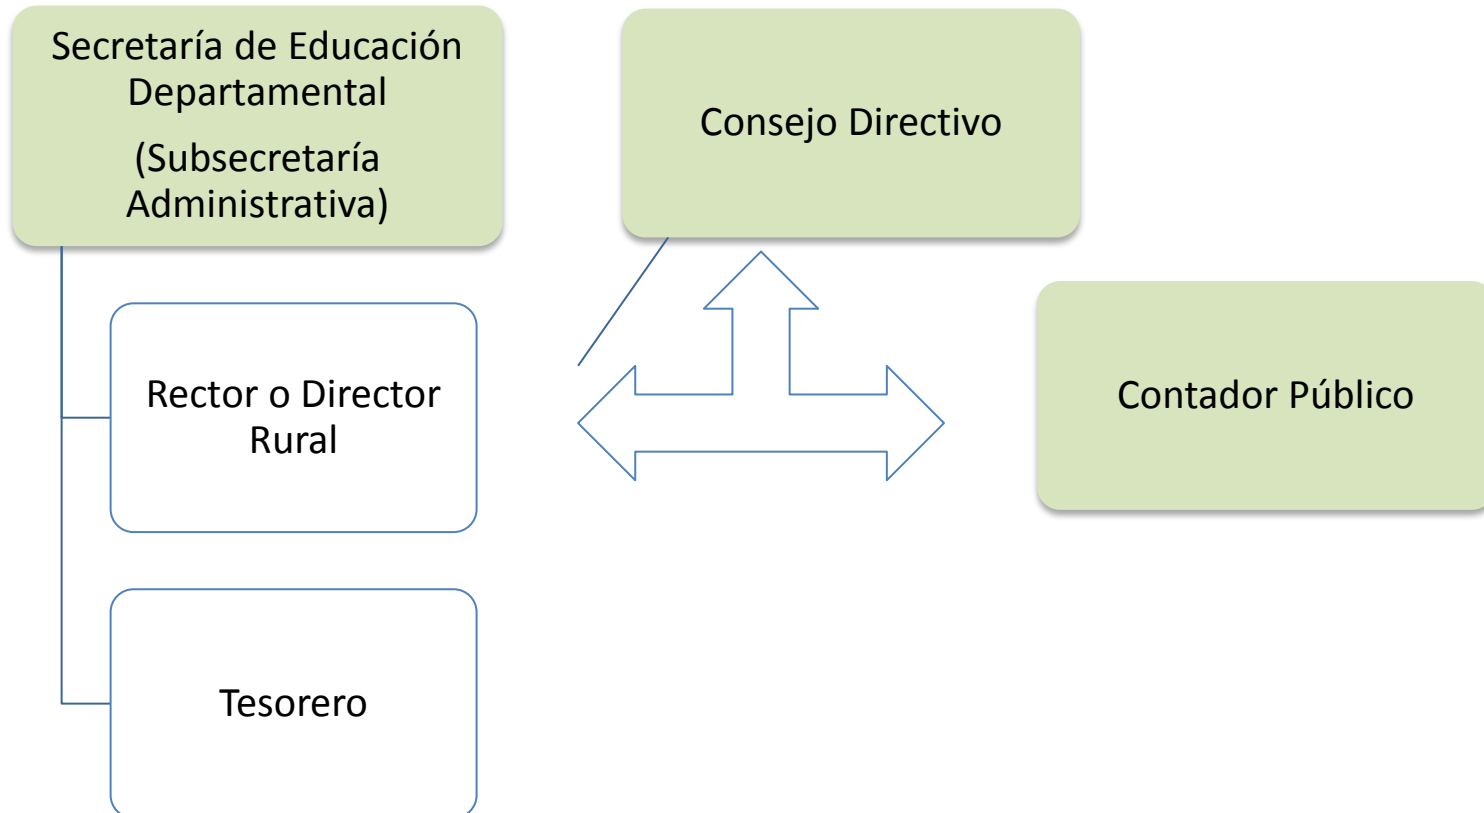 Secretaría de Educación
Departamental
(Subsecretaría
Administrativa)
Consejo Directivo
Rector o Director
Rural
Contador Público
Tesorero